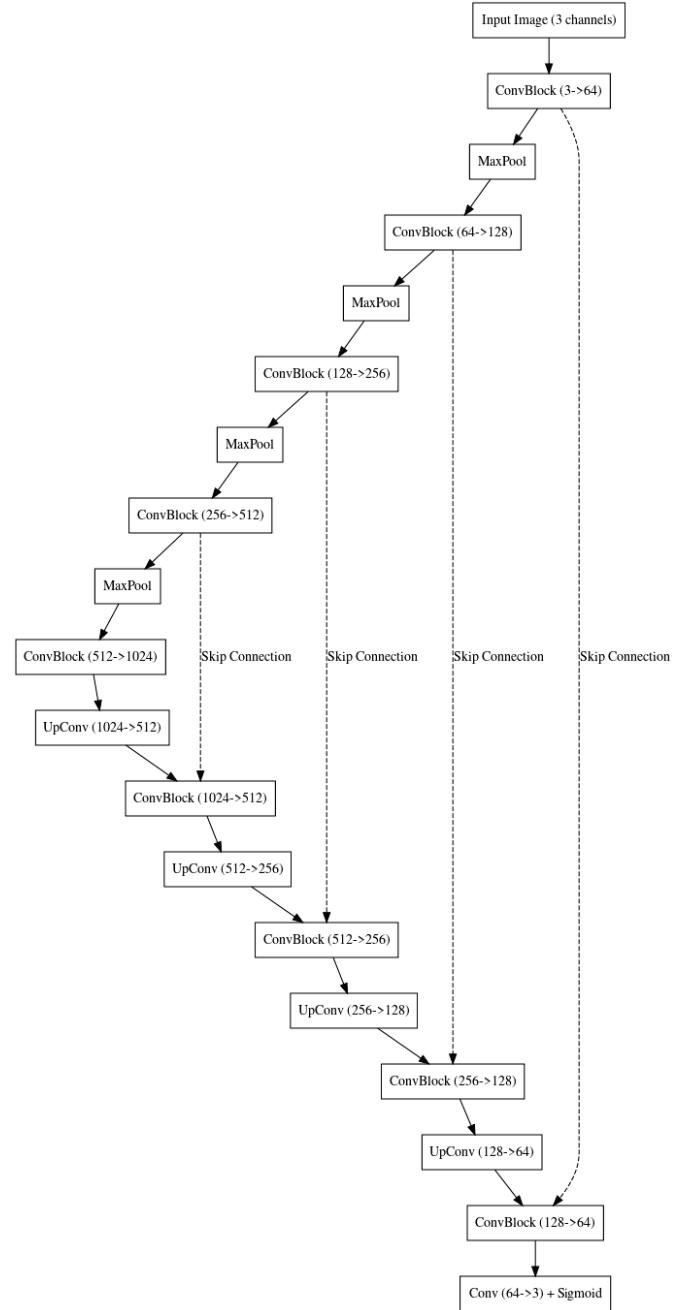 Input Image (3 channels)
ConvBlock (3->64)
MaxPool
ConvBlock (64->128)
MaxPool
ConvBlock (128->256)
MaxPool
ConvBlock (256->512)
MaxPool
ConvBlock (512->1024)
Skip Connection
Skip Connection
Skip Connection
Skip Connection
UpConv (1024->512)
ConvBlock (1024->512)
UpConv (512->256)
ConvBlock (512->256)
UpConv (256->128)
ConvBlock (256->128)
UpConv (128->64)
ConvBlock (128->64)
Conv (64->3) + Sigmoid